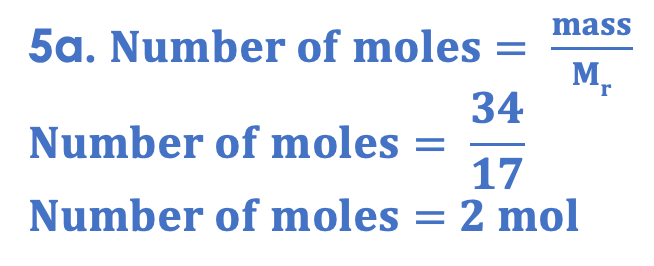 5a. Number of moles = mass / Mᵣ
Number of moles = 34 / 17
Number of moles = 2 mol